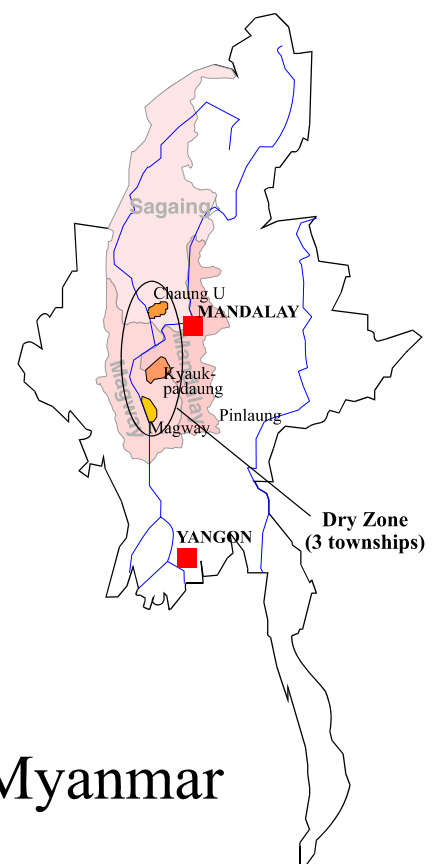 Sagaing
Chaung U
MANDALAY
Mandalay
Magway
Kyauk-
padaung
Pinlaung
Magway
Dry Zone
(3 townships)
YANGON
Myanmar